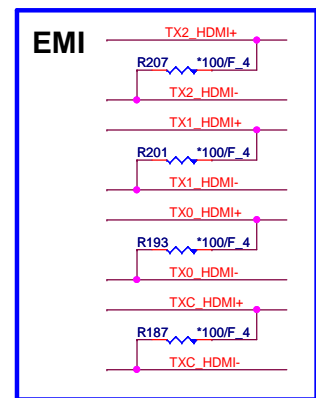 EMI
TX2_HDMI+
R207 *100/F_4
TX2_HDMI-
TX1_HDMI+
R201 *100/F_4
TX1_HDMI-
TX0_HDMI+
R193 *100/F_4
TX0_HDMI-
TXC_HDMI+
R187 *100/F_4
TXC_HDMI-